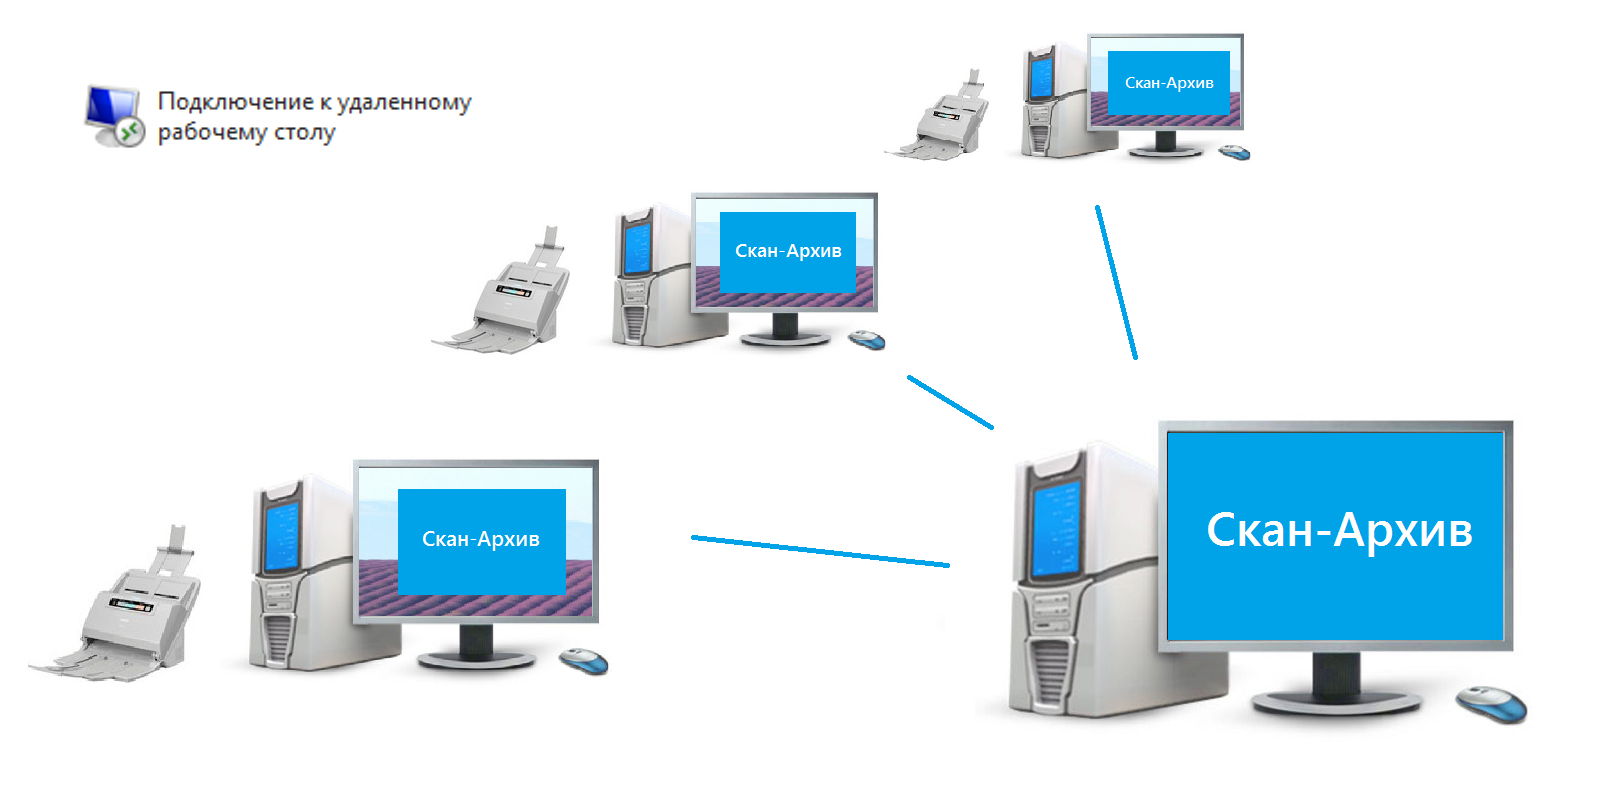 Подключение к удаленному
рабочему столу
Скан-Архив
Скан-Архив
Скан-Архив
Скан-Архив